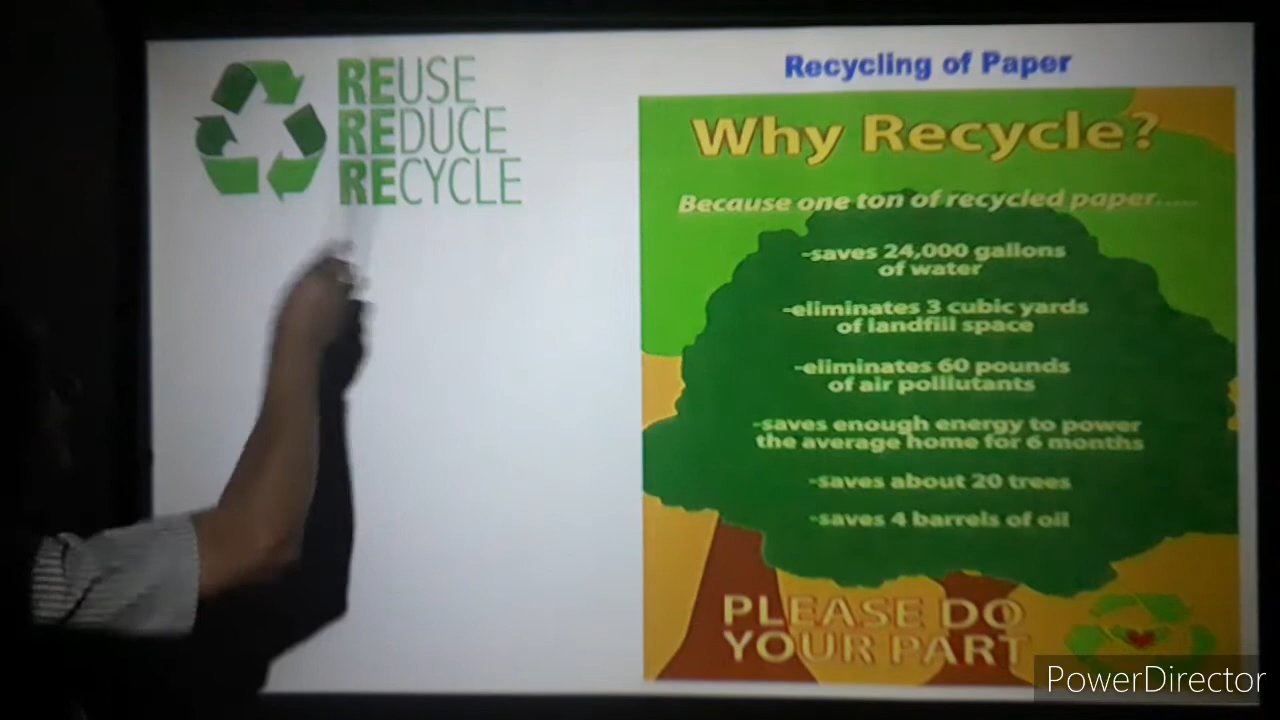 REUSE
REDUCE
RECYCLE
Recycling of Paper
Why Recycle?
Because one ton of recycled paper.....
-saves 24,000 gallons
of water
-eliminates 3 cubic yards
of landfill space
-eliminates 60 pounds
of air polllutants
-saves enough energy to power
the average home for 6 months
-saves about 20 trees
-saves 4 barrels of oil
PLEASE DO
YOUR PART
PowerDirector